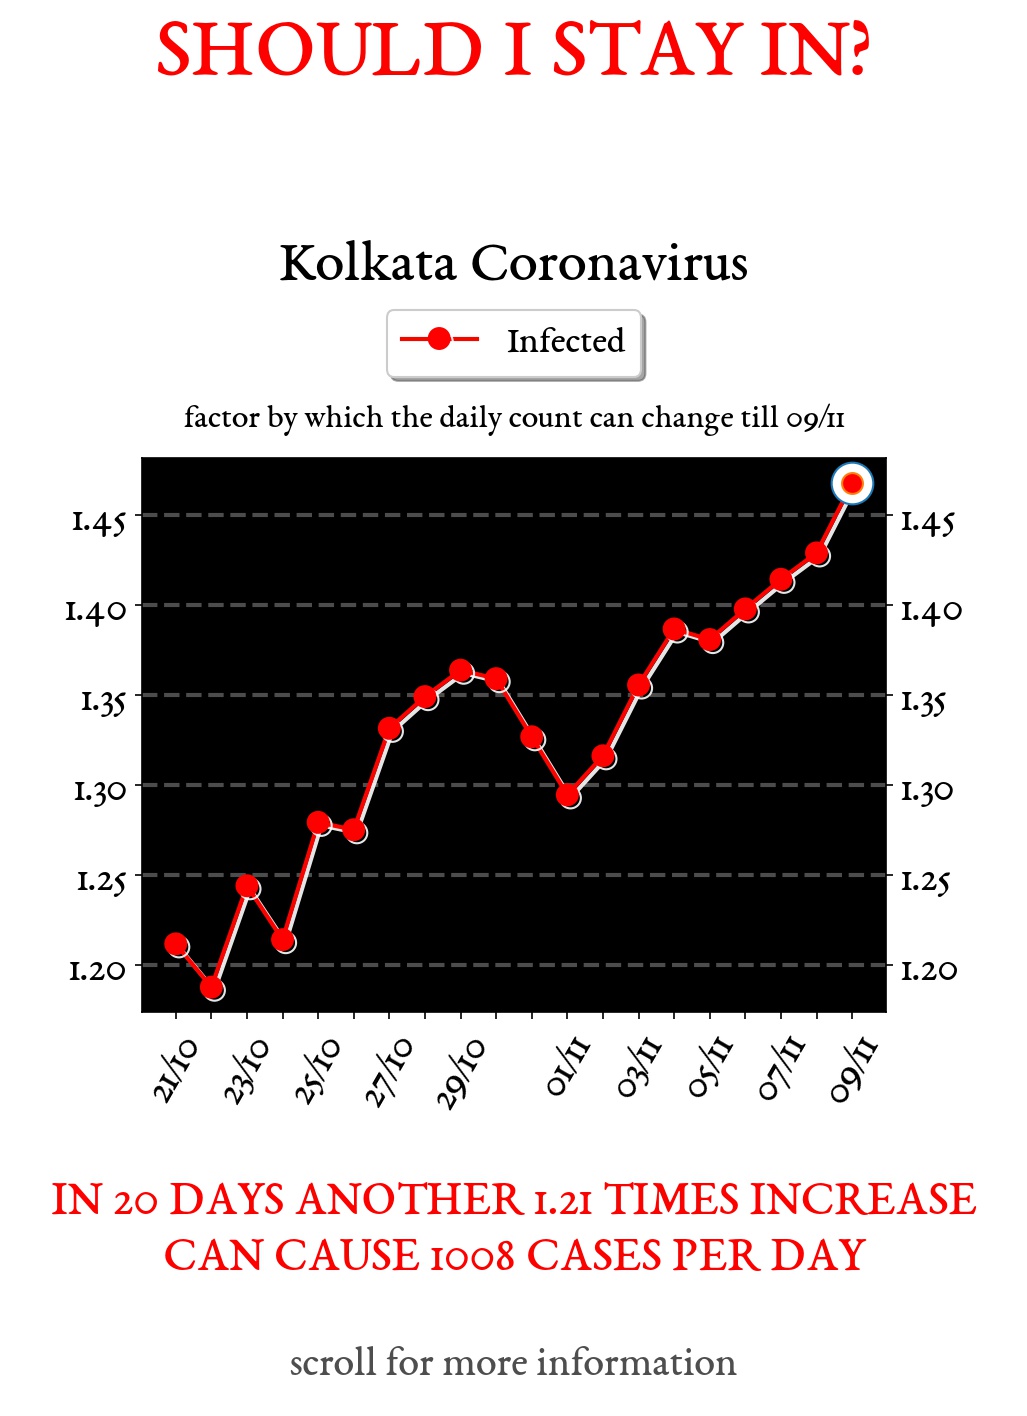 SHOULD I STAY IN?
Kolkata Coronavirus
Infected
factor by which the daily count can change till 09/11
1.45 1.45
1.40 1.40
1.35 1.35
1.30 1.30
1.25 1.25
1.20 1.20
21/10 23/10 25/10 27/10 29/10 01/11 03/11 05/11 07/11 09/11
IN 20 DAYS ANOTHER 1.21 TIMES INCREASE
CAN CAUSE 1008 CASES PER DAY
scroll for more information